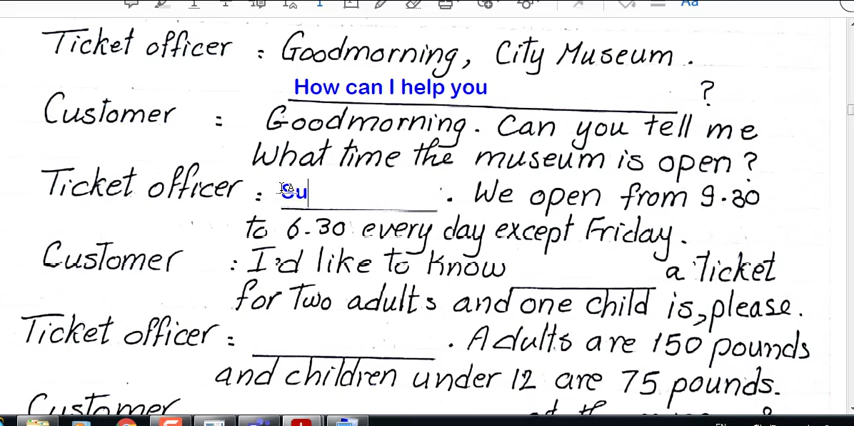 Ticket officer : Goodmorning, City Museum.
How can I help you ?
Customer : Goodmorning. Can you tell me
what time the museum is open?
Ticket officer : Su . We open from 9.30
to 6.30 every day except Friday.
Customer : I'd like to know a ticket
for two adults and one child is, please.
Ticket officer : . Adults are 150 pounds
and children under 12 are 75 pounds.
Customer